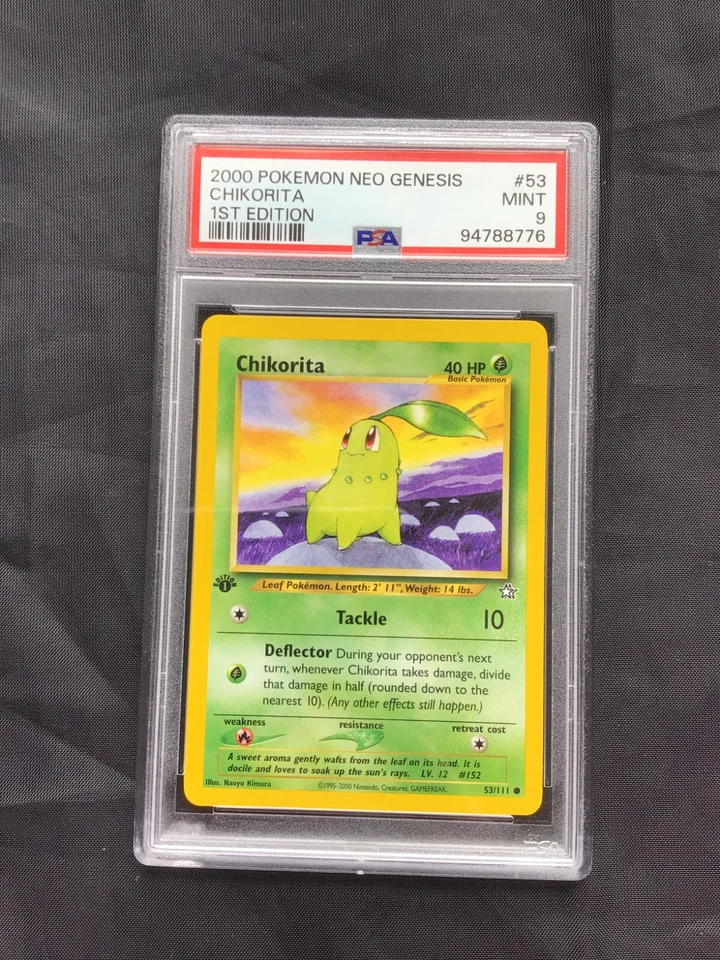 2000 POKEMON NEO GENESIS #53
CHIKORITA MINT
1ST EDITION 9
PSA 94788776
Chikorita 40 HP
Basic Pokémon
EDITION 1
Leaf Pokémon. Length: 2' 11", Weight: 14 lbs.
Tackle 10
Deflector During your opponent's next
turn, whenever Chikorita takes damage, divide
that damage in half (rounded down to the
nearest 10). (Any other effects still happen.)
weakness resistance retreat cost
A sweet aroma gently wafts from the leaf on its head. It is
docile and loves to soak up the sun's rays. LV. 12 #152
Illus. Naoyo Kimura ©1995-2000 Nintendo, Creatures, GAMEFREAK. 53/111